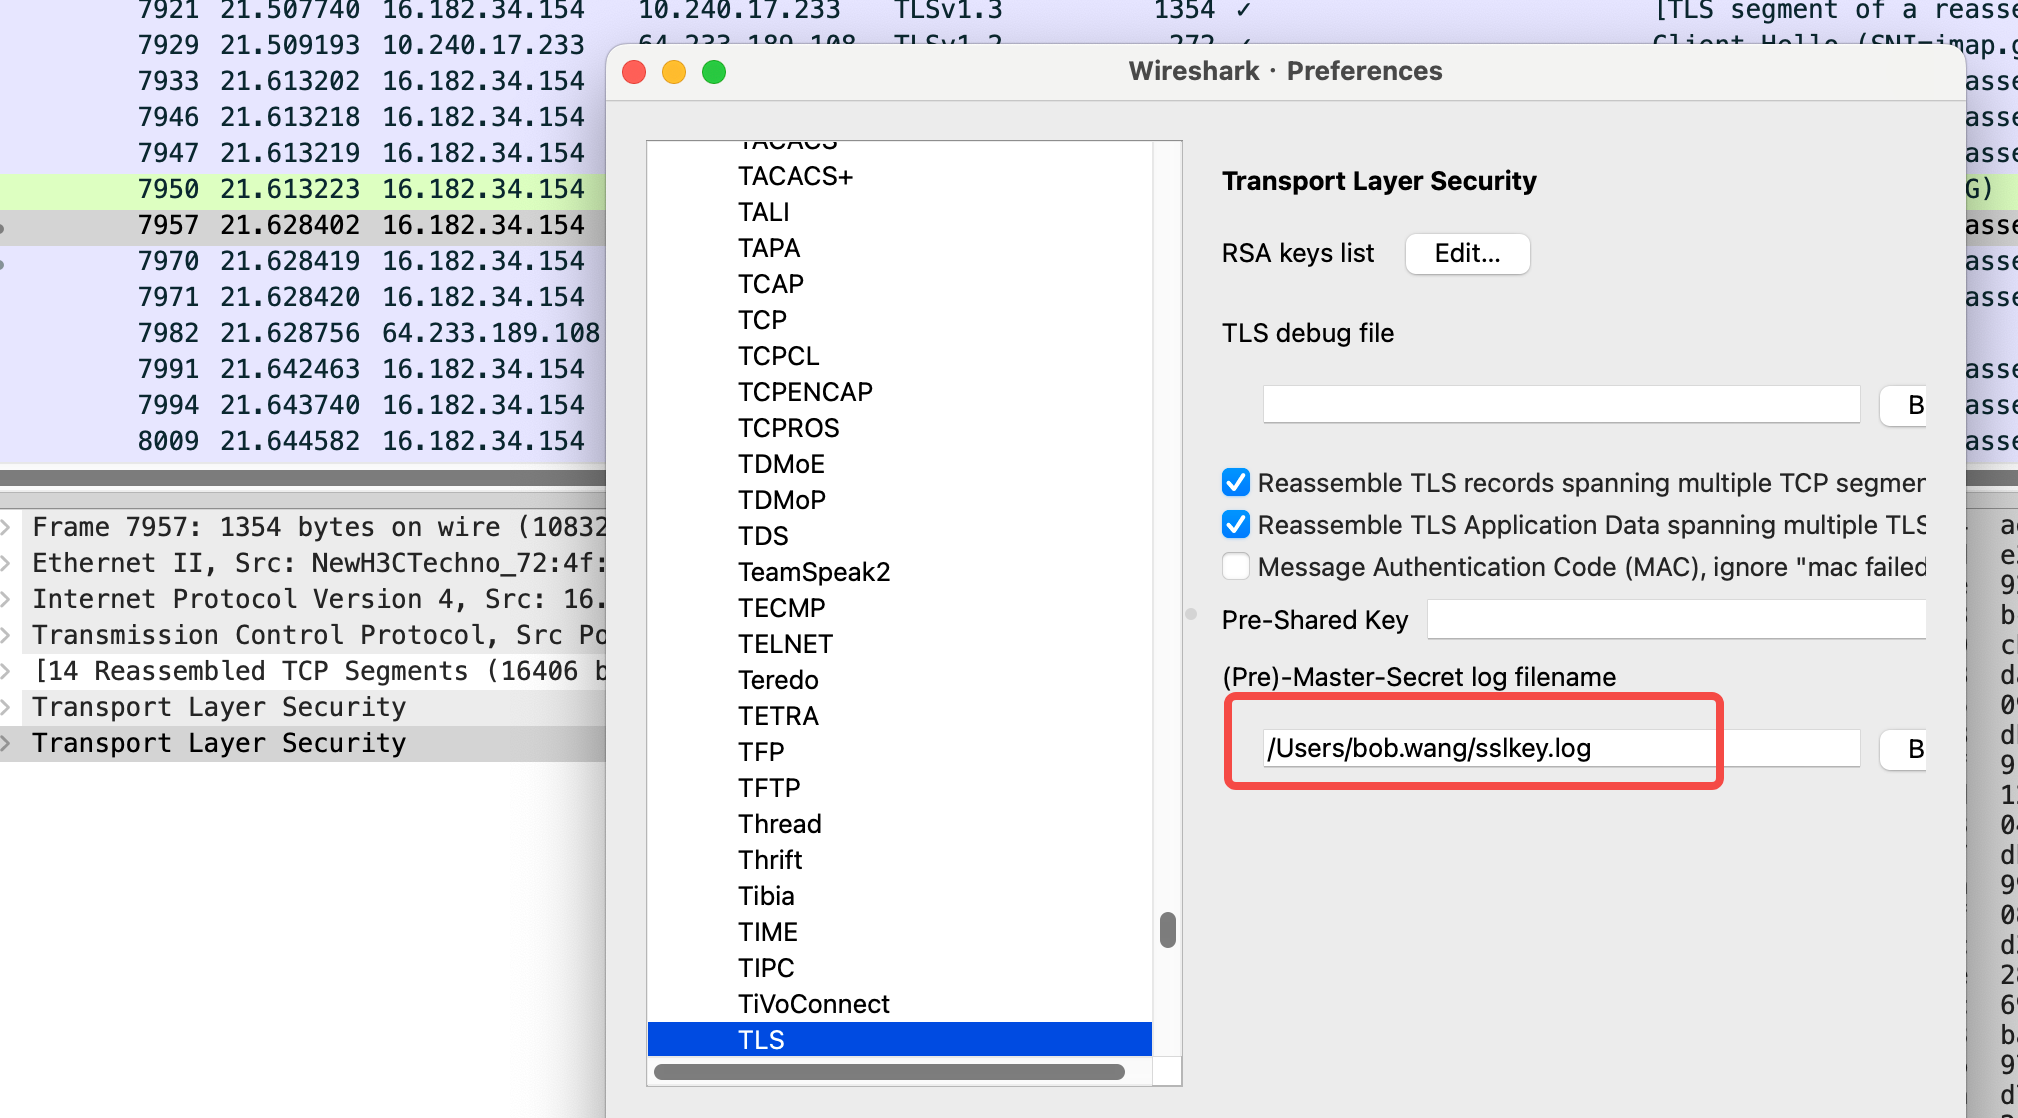 7921 21.507740 16.182.34.154 10.240.17.233 TLSv1.3 1354 ✓ [TLS segment of a reasse
7929 21.509193 10.240.17.233 64.233.189.108 TLSv1.2 272 ✓ Client Hello (SNI=imap.g
7933 21.613202 16.182.34.154 asse
7946 21.613218 16.182.34.154 asse
7947 21.613219 16.182.34.154 asse
7950 21.613223 16.182.34.154 G)
7957 21.628402 16.182.34.154 asse
7970 21.628419 16.182.34.154 asse
7971 21.628420 16.182.34.154 asse
7982 21.628756 64.233.189.108
7991 21.642463 16.182.34.154 asse
7994 21.643740 16.182.34.154 asse
8009 21.644582 16.182.34.154 asse
Frame 7957: 1354 bytes on wire (10832
Ethernet II, Src: NewH3CTechno_72:4f:
Internet Protocol Version 4, Src: 16.
Transmission Control Protocol, Src Po
[14 Reassembled TCP Segments (16406 b
Transport Layer Security
Transport Layer Security
Wireshark · Preferences
TACACS
TACACS+
TALI
TAPA
TCAP
TCP
TCPCL
TCPENCAP
TCPROS
TDMoE
TDMoP
TDS
TeamSpeak2
TECMP
TELNET
Teredo
TETRA
TFP
TFTP
Thread
Thrift
Tibia
TIME
TIPC
TiVoConnect
TLS
Transport Layer Security
RSA keys list Edit...
TLS debug file
B
Reassemble TLS records spanning multiple TCP segmen
Reassemble TLS Application Data spanning multiple TLS
Message Authentication Code (MAC), ignore "mac failed
Pre-Shared Key
(Pre)-Master-Secret log filename
/Users/bob.wang/sslkey.log B